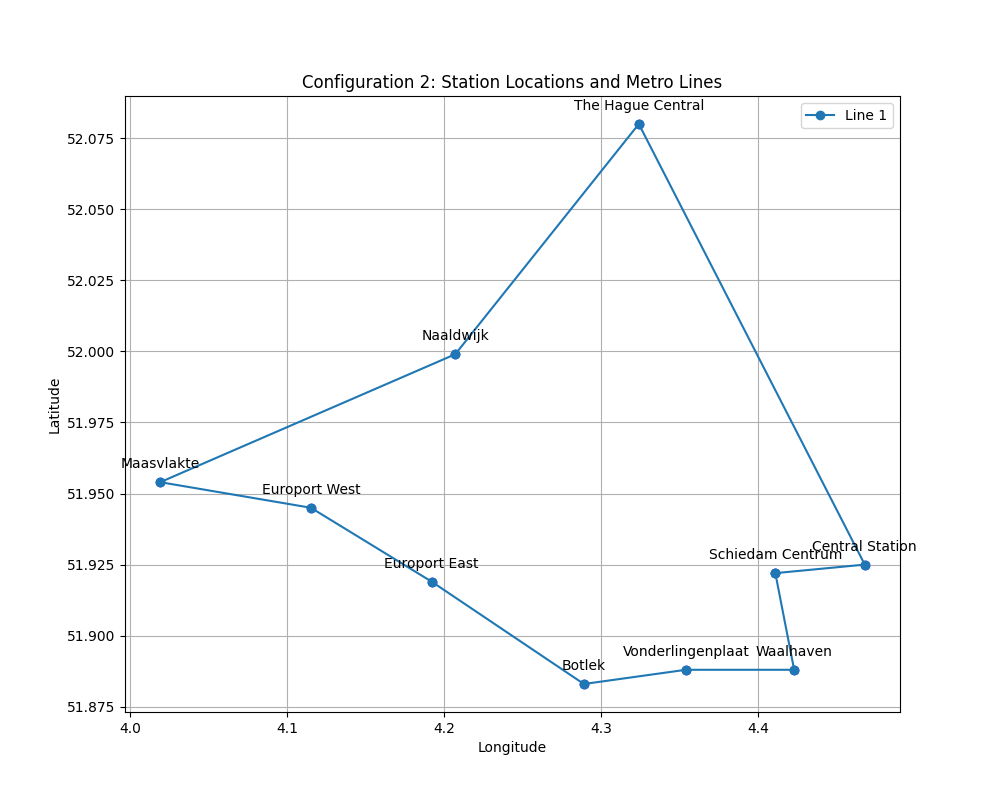 Configuration 2: Station Locations and Metro Lines
The Hague Central
Line 1
52.075
52.050
52.025
52.000
51.975
51.950
51.925
51.900
51.875
Latitude
Naaldwijk
Maasvlakte
Europort West
Europort East
Central Station
Schiedam Centrum
Botlek
Vonderlingenplaat
Waalhaven
4.0
4.1
4.2
4.3
4.4
Longitude